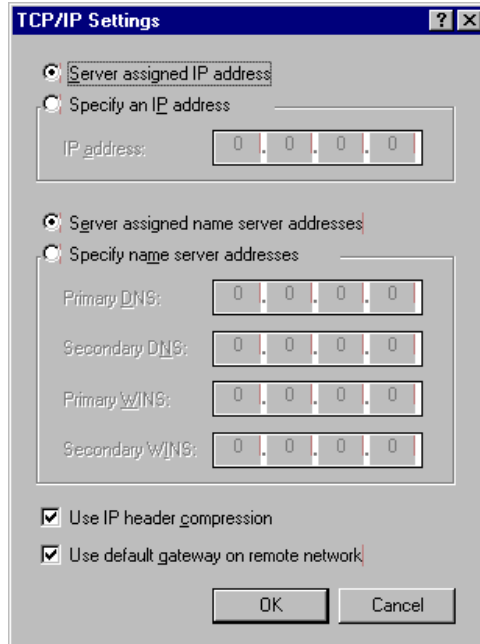 TCP/IP Settings
Server assigned IP address
Specify an IP address
IP address: 0 . 0 . 0 . 0
Server assigned name server addresses
Specify name server addresses
Primary DNS: 0 . 0 . 0 . 0
Secondary DNS: 0 . 0 . 0 . 0
Primary WINS: 0 . 0 . 0 . 0
Secondary WINS: 0 . 0 . 0 . 0
Use IP header compression
Use default gateway on remote network
OK Cancel